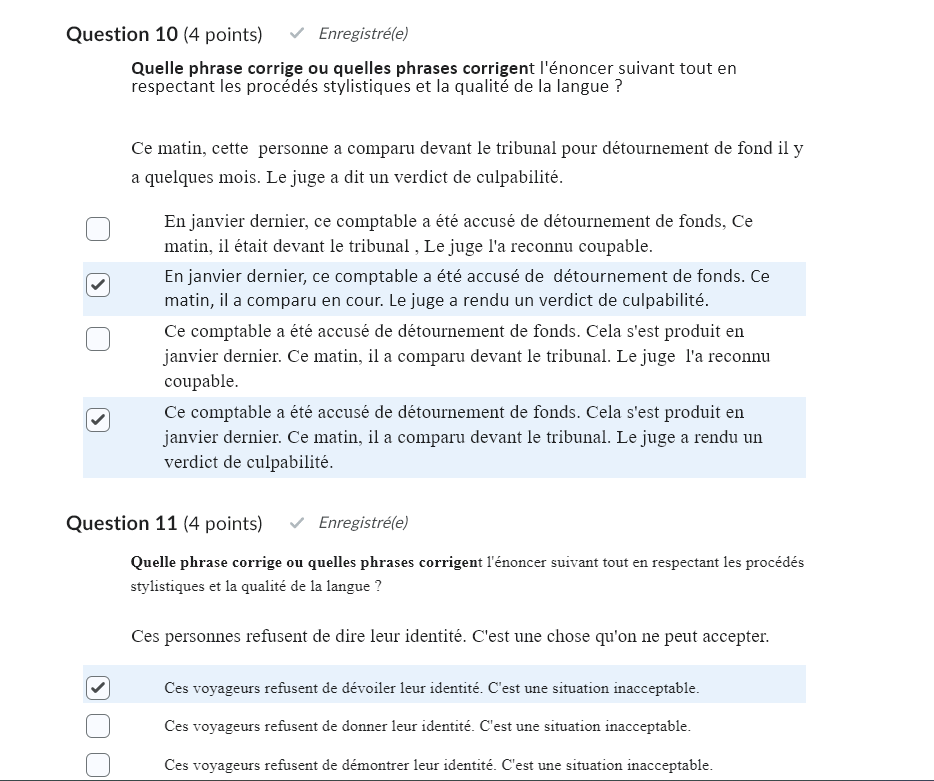 Question 10 (4 points) Enregistré(e)
Quelle phrase corrige ou quelles phrases corrigent l'énoncer suivant tout en
respectant les procédés stylistiques et la qualité de la langue ?
Ce matin, cette personne a comparu devant le tribunal pour détournement de fond il y
a quelques mois. Le juge a dit un verdict de culpabilité.
En janvier dernier, ce comptable a été accusé de détournement de fonds, Ce
matin, il était devant le tribunal , Le juge l'a reconnu coupable.
En janvier dernier, ce comptable a été accusé de détournement de fonds. Ce
matin, il a comparu en cour. Le juge a rendu un verdict de culpabilité.
Ce comptable a été accusé de détournement de fonds. Cela s'est produit en
janvier dernier. Ce matin, il a comparu devant le tribunal. Le juge l'a reconnu
coupable.
Ce comptable a été accusé de détournement de fonds. Cela s'est produit en
janvier dernier. Ce matin, il a comparu devant le tribunal. Le juge a rendu un
verdict de culpabilité.
Question 11 (4 points) Enregistré(e)
Quelle phrase corrige ou quelles phrases corrigent l'énoncer suivant tout en respectant les procédés
stylistiques et la qualité de la langue ?
Ces personnes refusent de dire leur identité. C'est une chose qu'on ne peut accepter.
Ces voyageurs refusent de dévoiler leur identité. C'est une situation inacceptable.
Ces voyageurs refusent de donner leur identité. C'est une situation inacceptable.
Ces voyageurs refusent de démontrer leur identité. C'est une situation inacceptable.